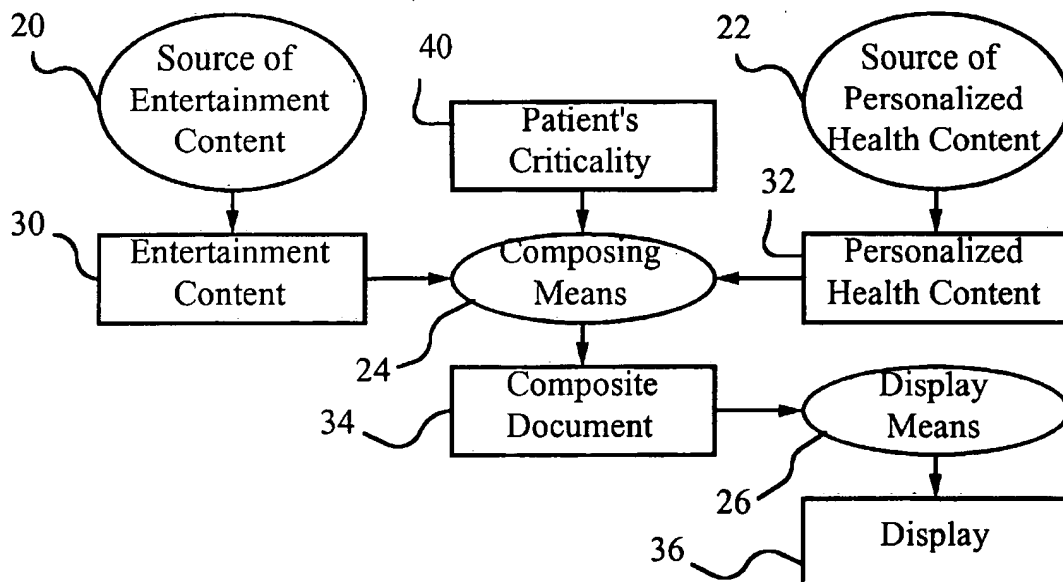 20
Source of
Entertainment
Content
40
Patient's
Criticality
22
Source of
Personalized
Health Content
30
Entertainment
Content
Composing
Means
24
32
Personalized
Health Content
34
Composite
Document
Display
Means
26
36
Display